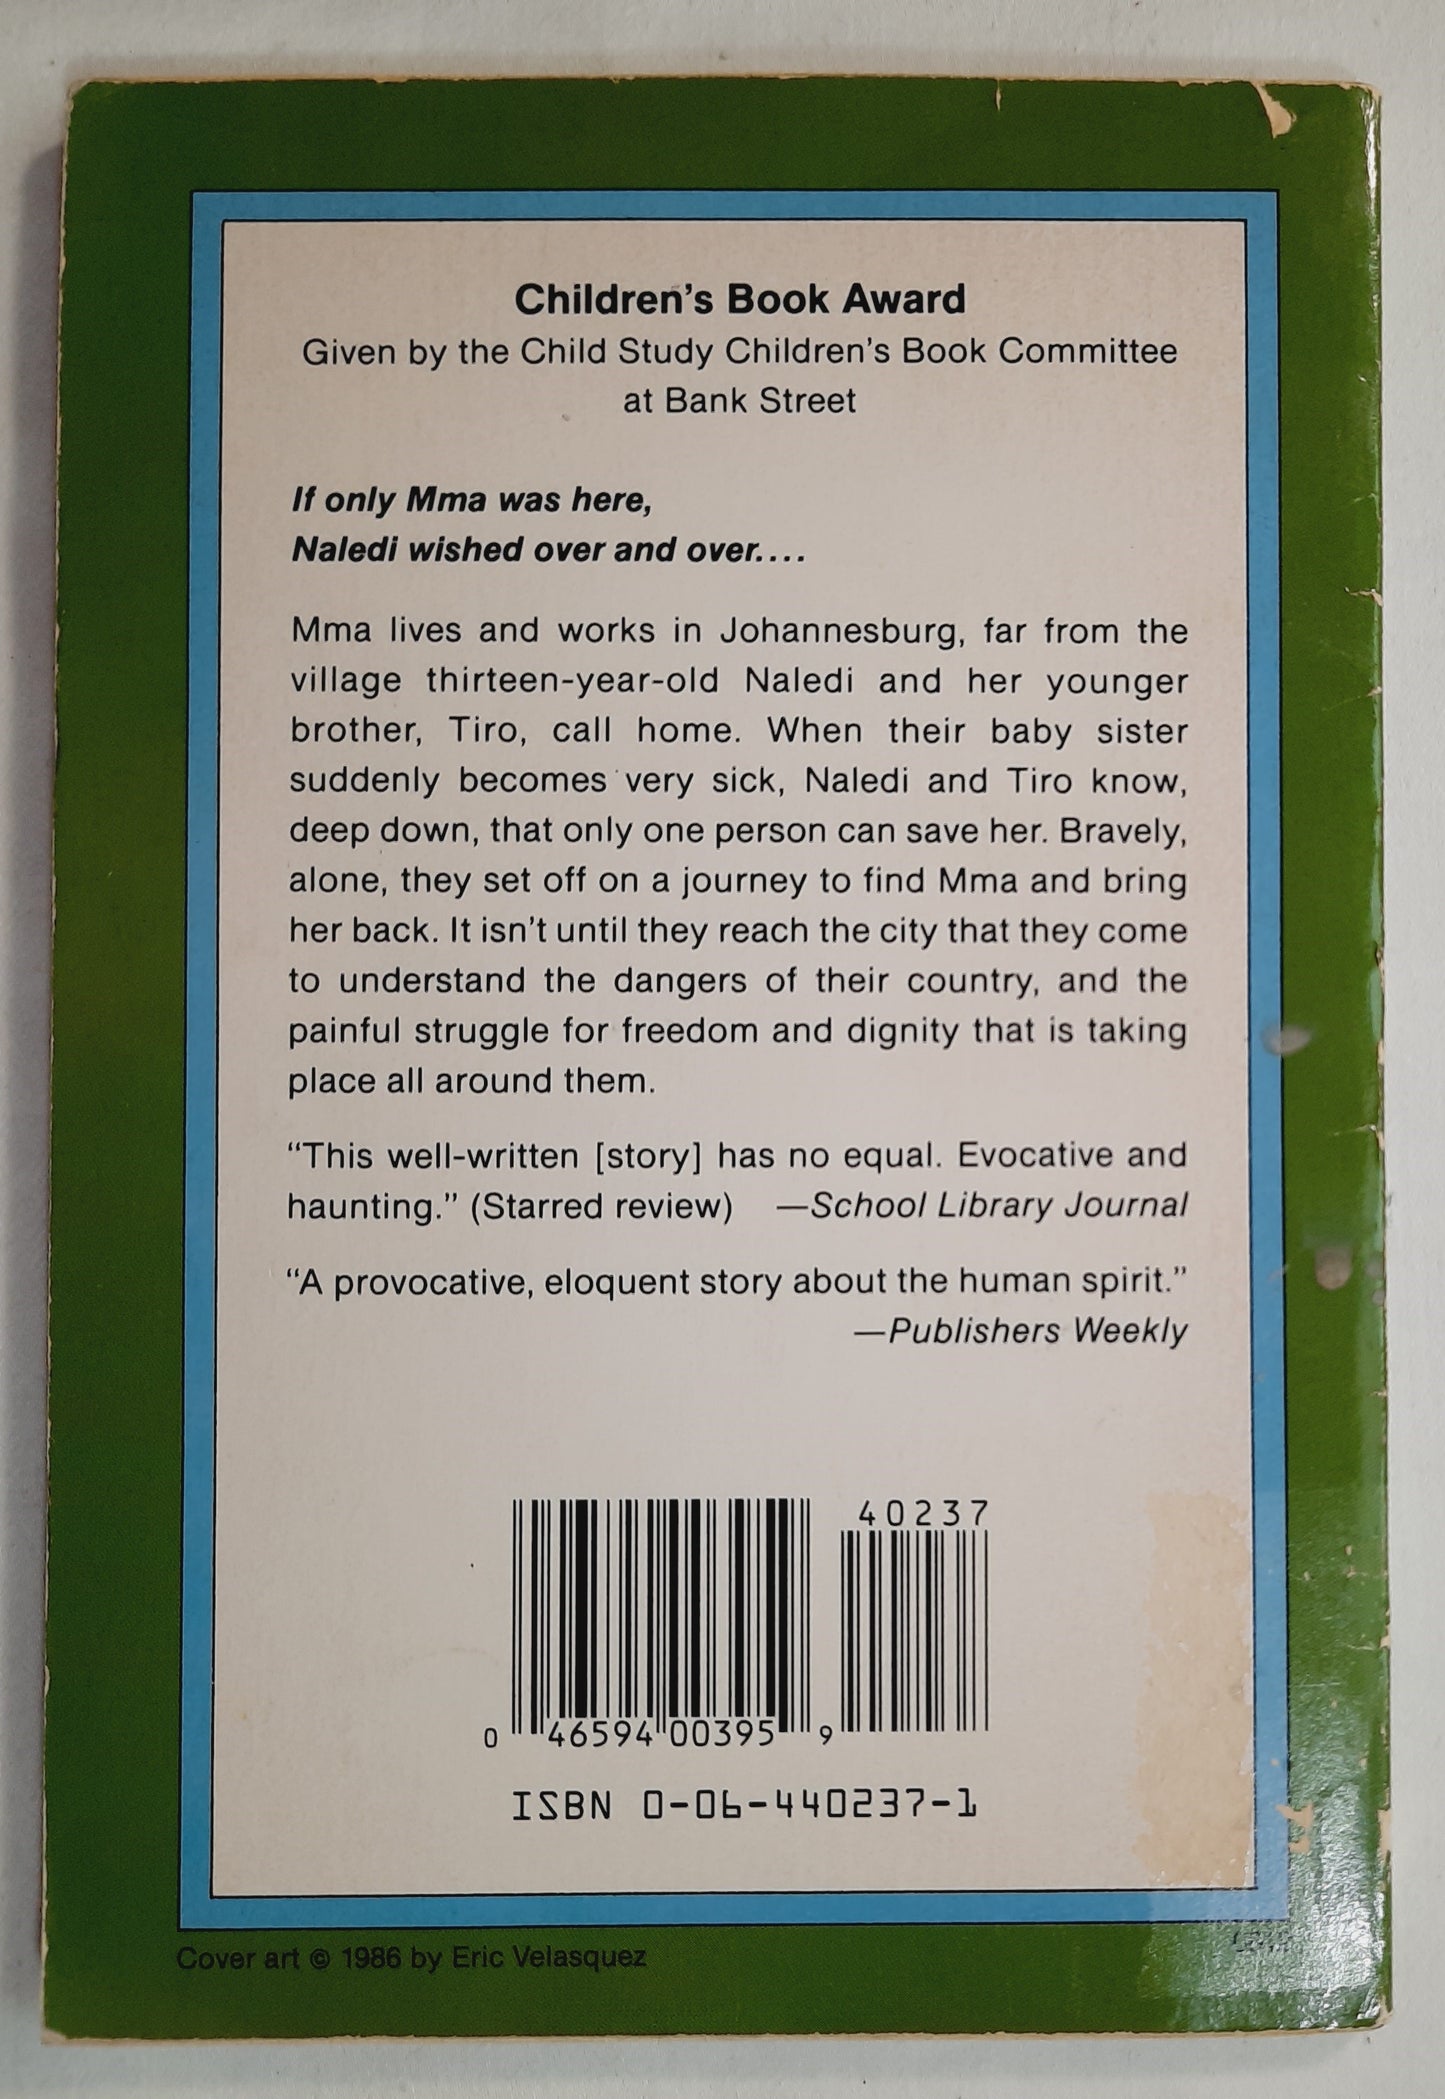 Children's Book Award
Given by the Child Study Children's Book Committee
at Bank Street
If only Mma was here,
Naledi wished over and over....
Mma lives and works in Johannesburg, far from the
village thirteen-year-old Naledi and her younger
brother, Tiro, call home. When their baby sister
suddenly becomes very sick, Naledi and Tiro know,
deep down, that only one person can save her. Bravely,
alone, they set off on a journey to find Mma and bring
her back. It isn't until they reach the city that they come
to understand the dangers of their country, and the
painful struggle for freedom and dignity that is taking
place all around them.
“This well-written [story] has no equal. Evocative and
haunting.” (Starred review) —School Library Journal
“A provocative, eloquent story about the human spirit.”
—Publishers Weekly
40237
0 46594 00395 9
ISBN 0-06-440237-1
Cover art © 1986 by Eric Velasquez